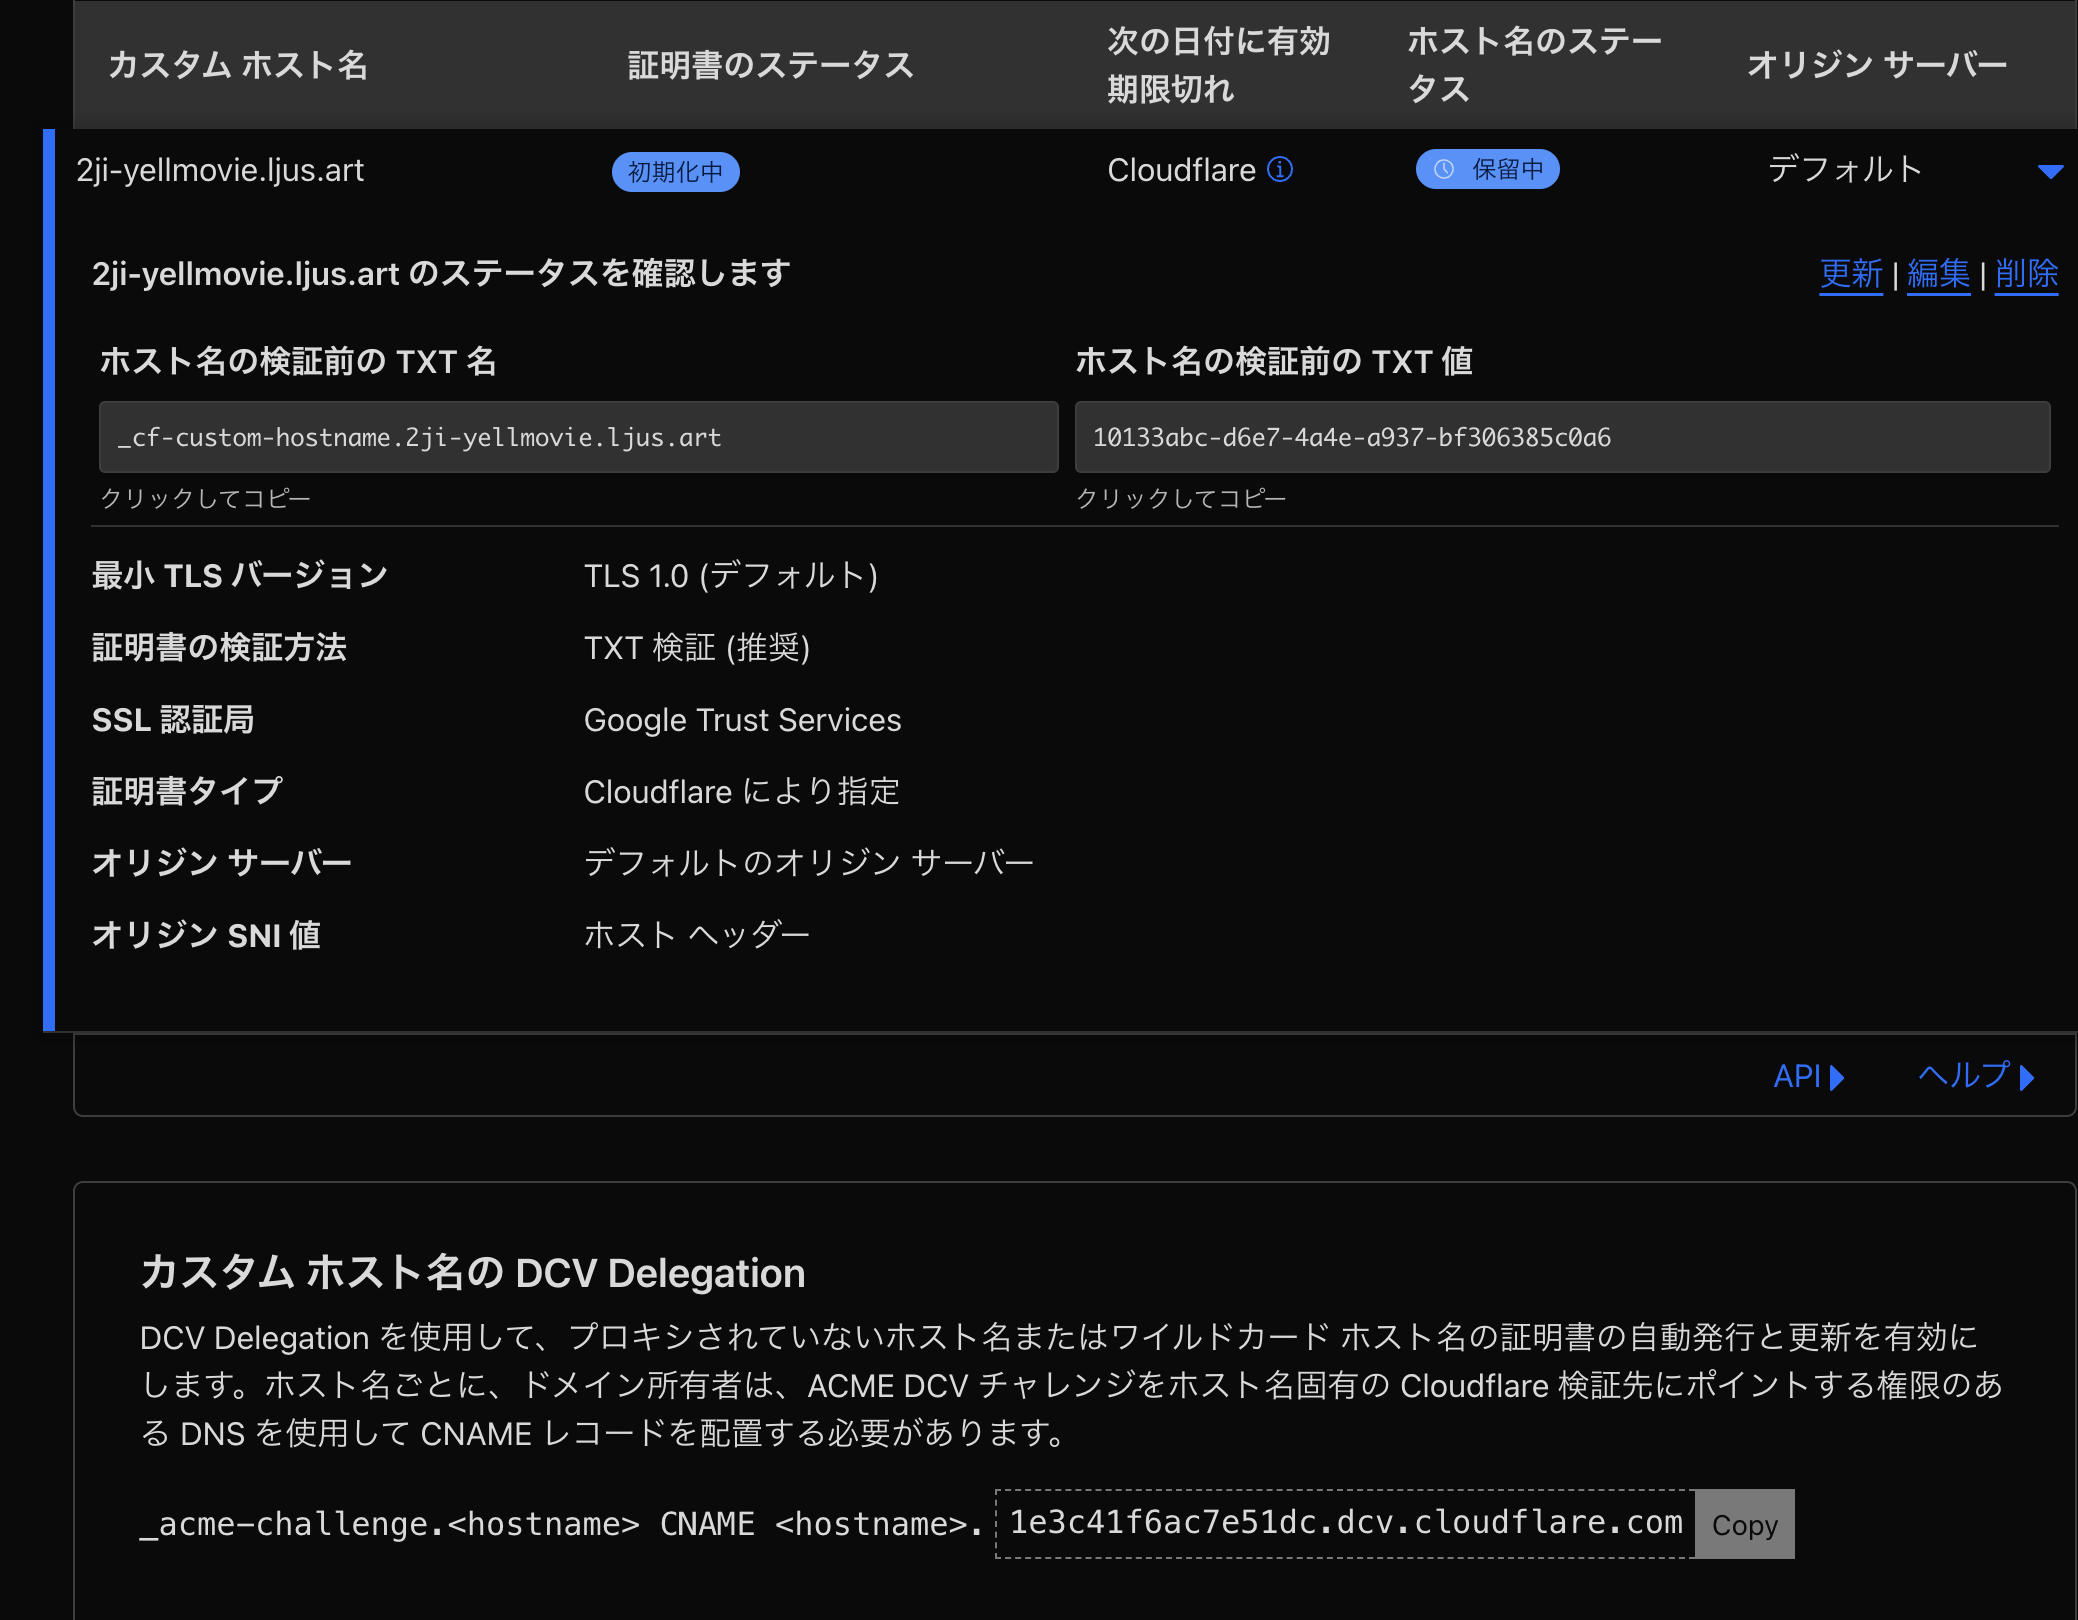 カスタム ホスト名
証明書のステータス
次の日付に有効
期限切れ
ホスト名のステー
タス
オリジン サーバー
2ji-yellmovie.ljus.art
初期化中
Cloudflare
保留中
デフォルト
2ji-yellmovie.ljus.art のステータスを確認します
更新 | 編集 | 削除
ホスト名の検証前の TXT 名
ホスト名の検証前の TXT 値
_cf-custom-hostname.2ji-yellmovie.ljus.art
10133abc-d6e7-4a4e-a937-bf306385c0a6
クリックしてコピー
クリックしてコピー
最小 TLS バージョン
TLS 1.0 (デフォルト)
証明書の検証方法
TXT 検証 (推奨)
SSL 認証局
Google Trust Services
証明書タイプ
Cloudflare により指定
オリジン サーバー
デフォルトのオリジン サーバー
オリジン SNI 値
ホスト ヘッダー
API
ヘルプ
カスタム ホスト名の DCV Delegation
DCV Delegation を使用して、プロキシされていないホスト名またはワイルドカード ホスト名の証明書の自動発行と更新を有効に
します。ホスト名ごとに、ドメイン所有者は、ACME DCV チャレンジをホスト名固有の Cloudflare 検証先にポイントする権限のあ
る DNS を使用して CNAME レコードを配置する必要があります。
_acme-challenge.<hostname> CNAME <hostname>. 1e3c41f6ac7e51dc.dcv.cloudflare.com Copy